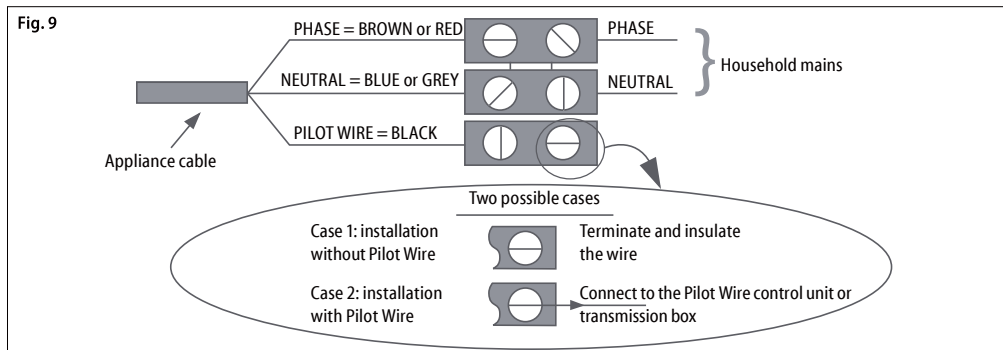 Fig. 9
PHASE = BROWN or RED
PHASE
NEUTRAL = BLUE or GREY
NEUTRAL
Household mains
PILOT WIRE = BLACK
Appliance cable
Two possible cases
Case 1: installation
without Pilot Wire
Terminate and insulate
the wire
Case 2: installation
with Pilot Wire
Connect to the Pilot Wire control unit or
transmission box